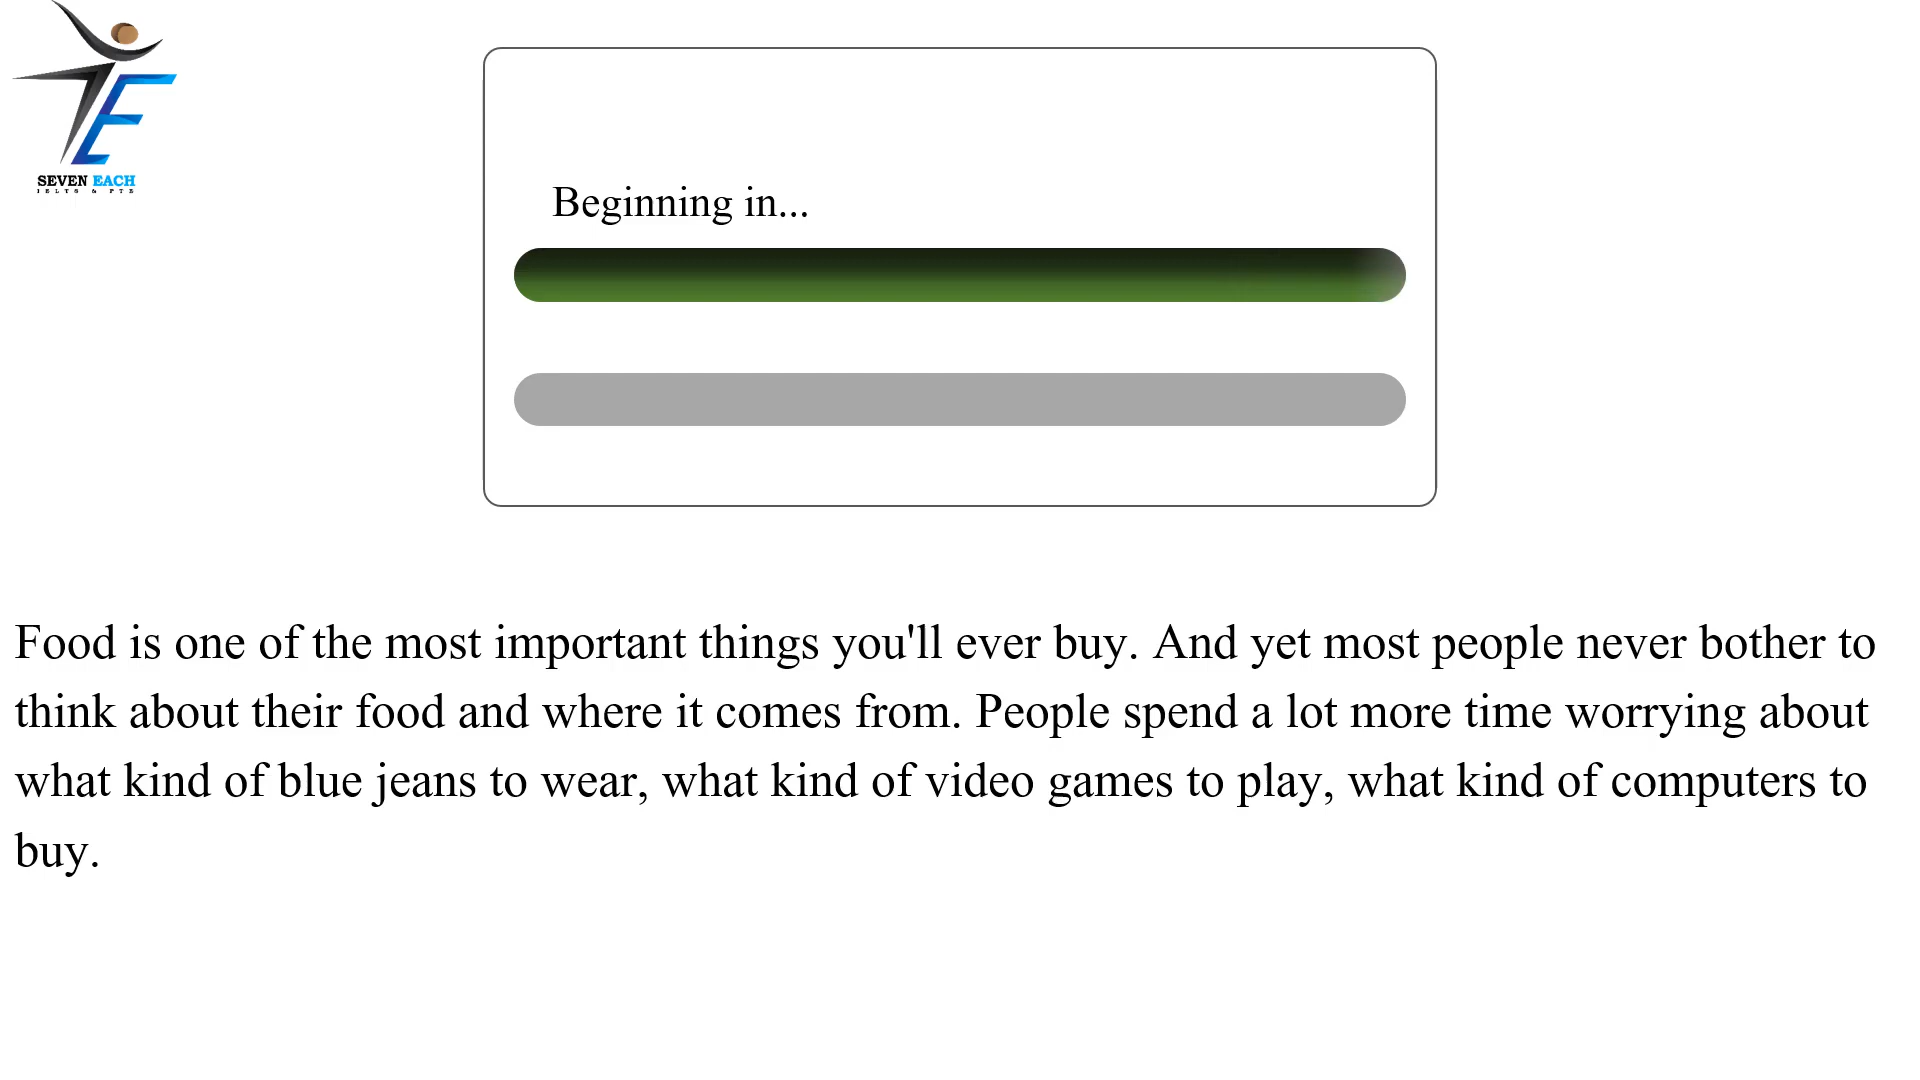 SEVEN EACH
IELTS & PTE
Beginning in...
Food is one of the most important things you'll ever buy. And yet most people never bother to
think about their food and where it comes from. People spend a lot more time worrying about
what kind of blue jeans to wear, what kind of video games to play, what kind of computers to
buy.